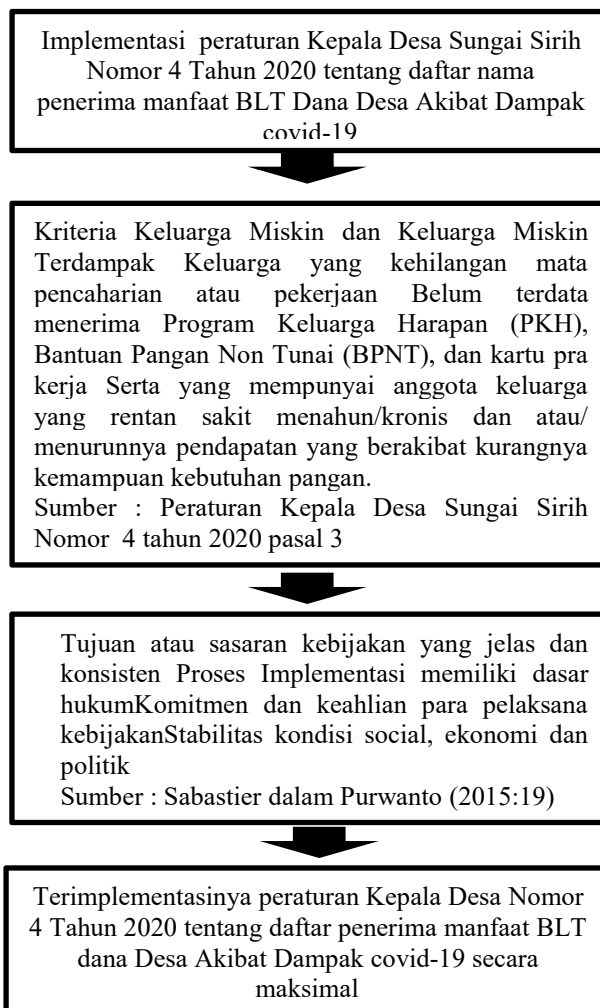 Implementasi peraturan Kepala Desa Sungai Sirih
Nomor 4 Tahun 2020 tentang daftar nama
penerima manfaat BLT Dana Desa Akibat Dampak
covid-19
Kriteria Keluarga Miskin dan Keluarga Miskin
Terdampak Keluarga yang kehilangan mata
pencaharian atau pekerjaan Belum terdata
menerima Program Keluarga Harapan (PKH),
Bantuan Pangan Non Tunai (BPNT), dan kartu pra
kerja Serta yang mempunyai anggota keluarga
yang rentan sakit menahun/kronis dan atau/
menurunnya pendapatan yang berakibat kurangnya
kemampuan kebutuhan pangan.
Sumber : Peraturan Kepala Desa Sungai Sirih
Nomor 4 tahun 2020 pasal 3
Tujuan atau sasaran kebijakan yang jelas dan
konsisten Proses Implementasi memiliki dasar
hukumKomitmen dan keahlian para pelaksana
kebijakanStabilitas kondisi social, ekonomi dan
politik
Sumber : Sabastier dalam Purwanto (2015:19)
Terimplementasinya peraturan Kepala Desa Nomor
4 Tahun 2020 tentang daftar penerima manfaat BLT
dana Desa Akibat Dampak covid-19 secara
maksimal